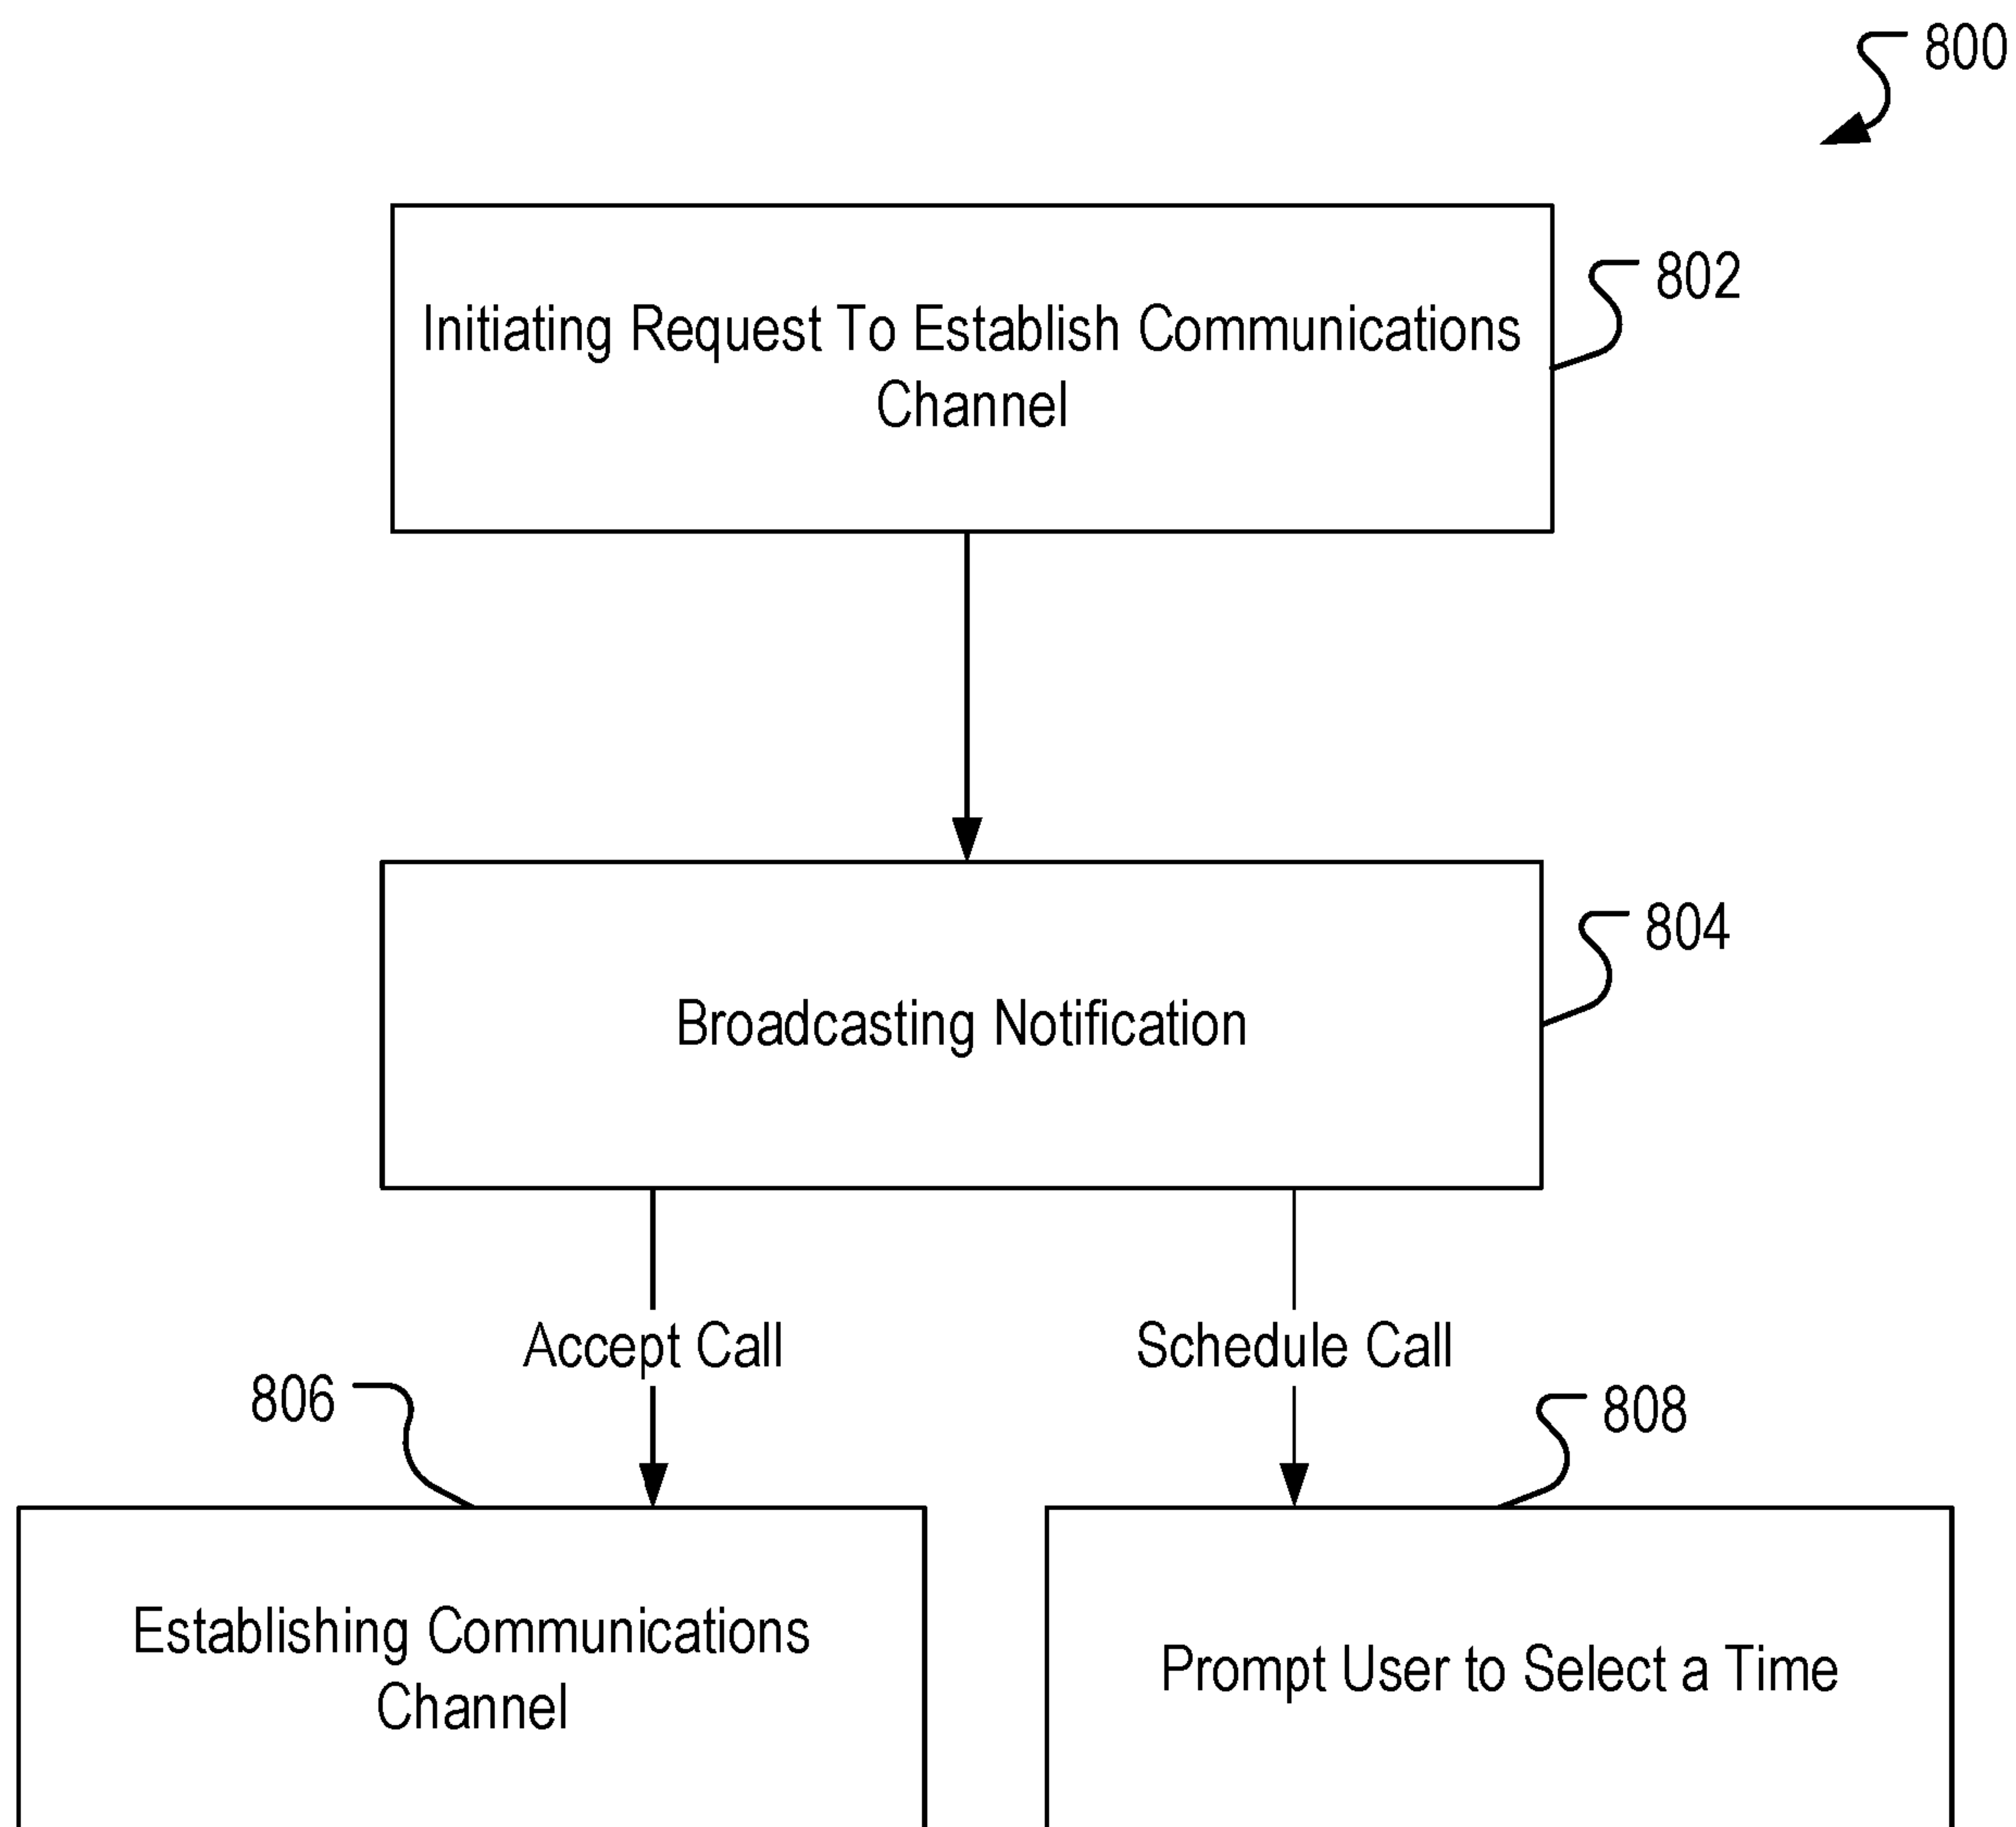 800
Initiating Request To Establish Communications
Channel
802
Broadcasting Notification
804
Accept Call
Schedule Call
806
808
Establishing Communications
Channel
Prompt User to Select a Time